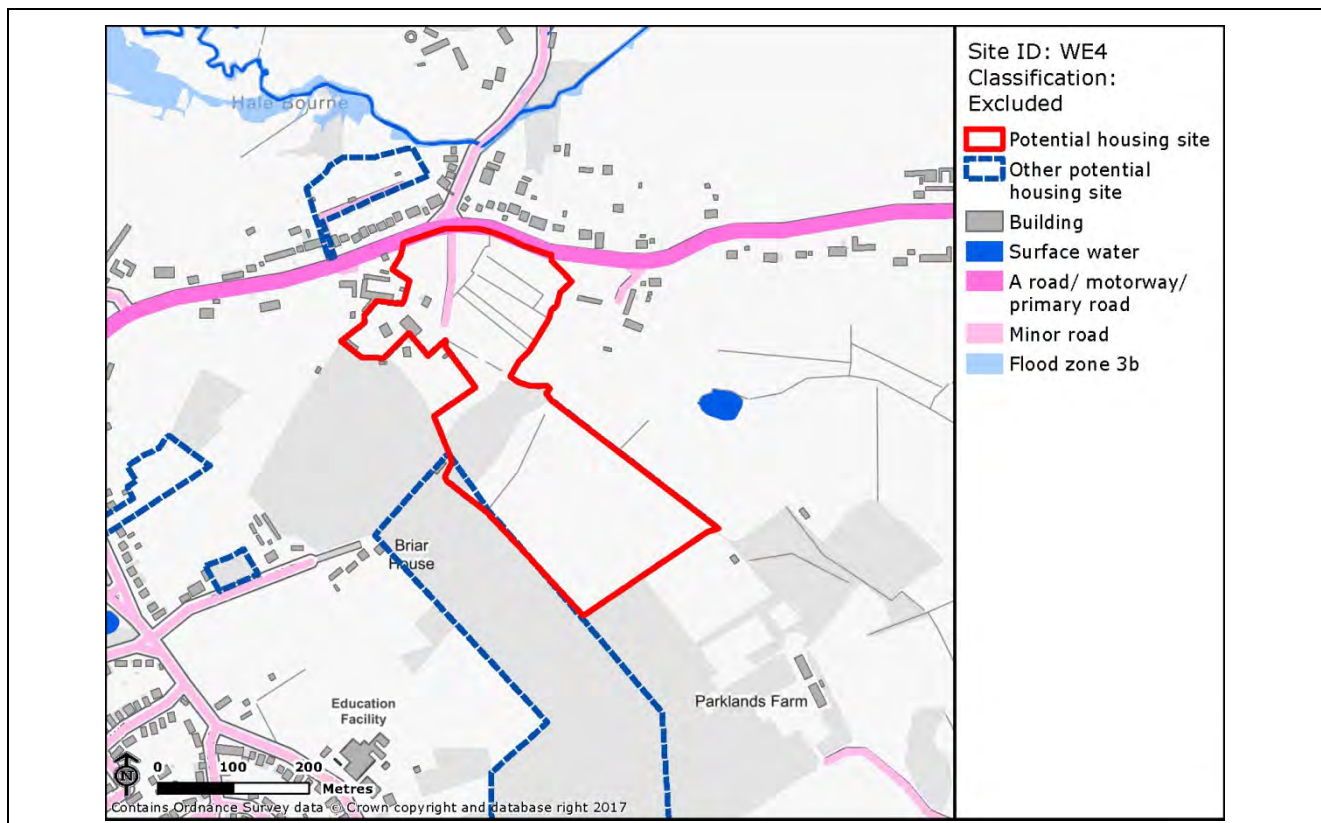 Site ID: WE4
Classification:
Excluded
Potential housing site
Other potential
housing site
Building
Surface water
A road/ motorway/
primary road
Minor road
Flood zone 3b
Hale Bourne
Briar
House
Education
Facility
Parklands Farm
N
0 100 200
Metres
Contains Ordnance Survey data © Crown copyright and database right 2017